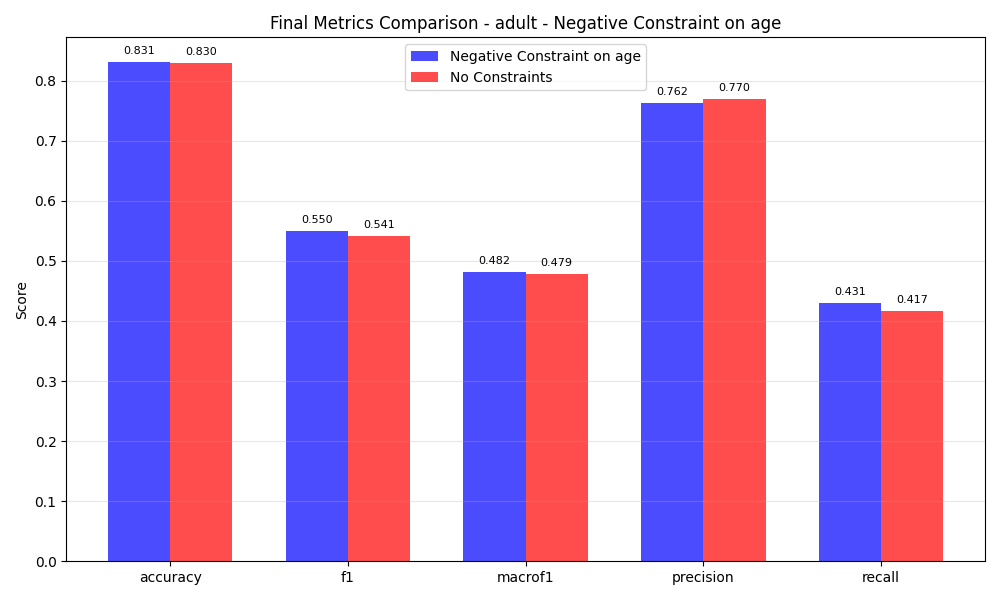 Final Metrics Comparison - adult - Negative Constraint on age
Negative Constraint on age
No Constraints
Score
0.8
0.7
0.6
0.5
0.4
0.3
0.2
0.1
0.0
0.831
0.830
0.550
0.541
0.482
0.479
0.762
0.770
0.431
0.417
accuracy
f1
macrof1
precision
recall